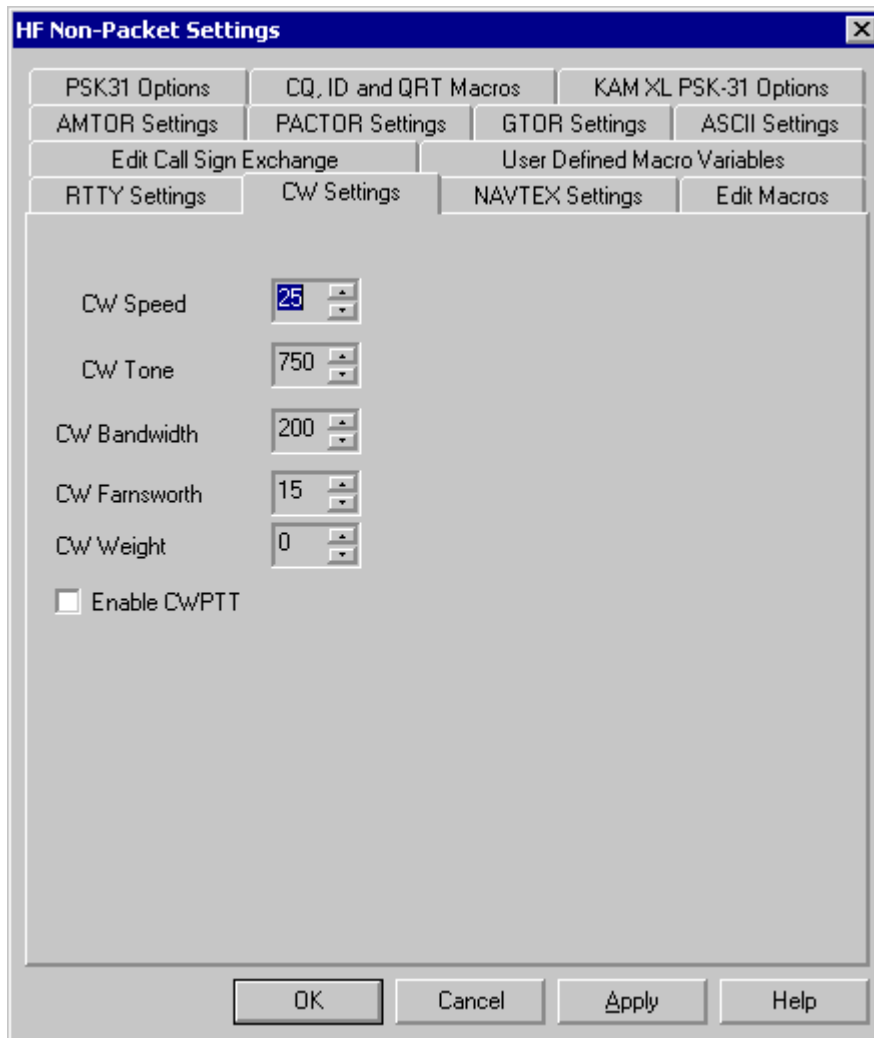 HF Non-Packet Settings
PSK31 Options CQ, ID and QRT Macros KAM XL PSK-31 Options
AMTOR Settings PACTOR Settings GTOR Settings ASCII Settings
Edit Call Sign Exchange User Defined Macro Variables
RTTY Settings CW Settings NAVTEX Settings Edit Macros
CW Speed 25
CW Tone 750
CW Bandwidth 200
CW Farnsworth 15
CW Weight 0
Enable CWPTT
OK Cancel Apply Help